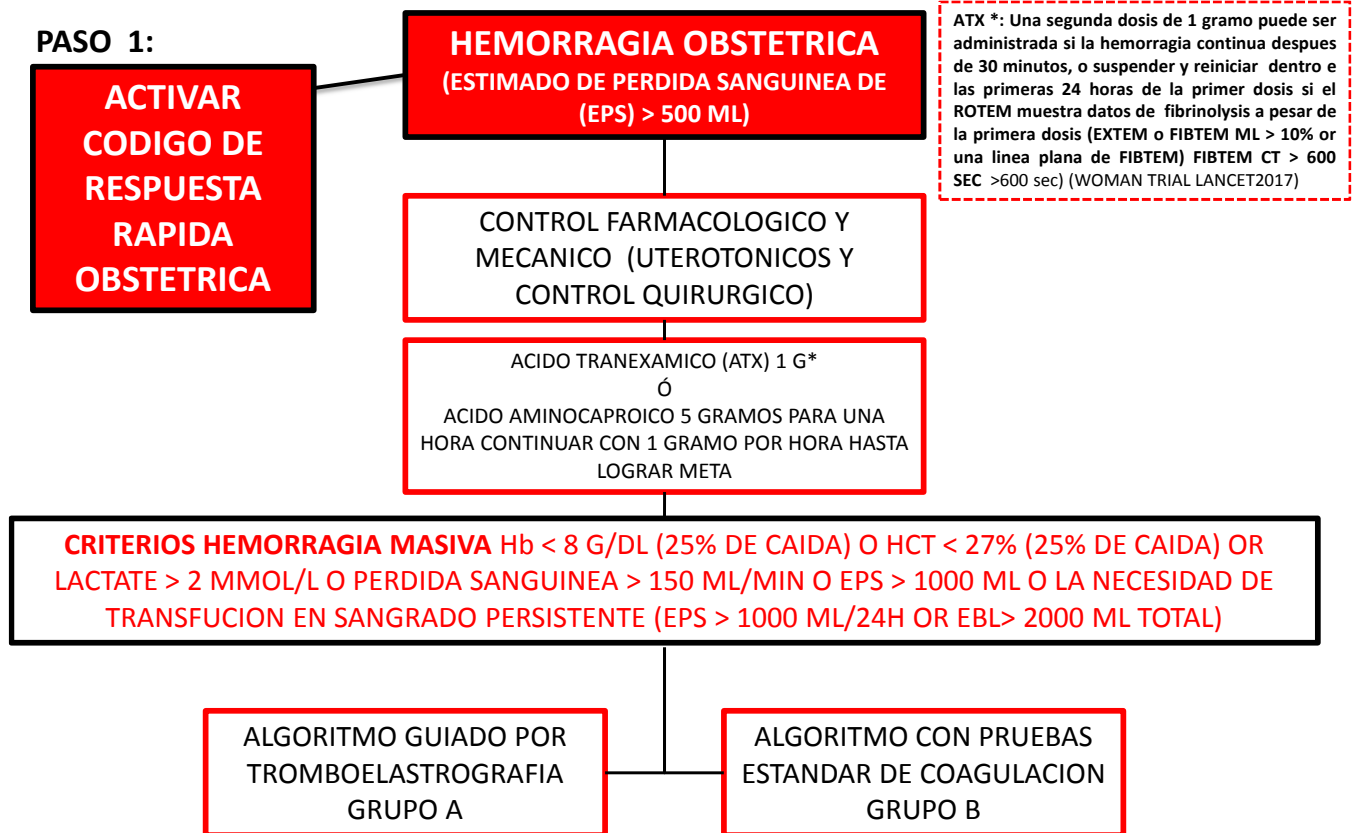 PASO 1:
ACTIVAR
CODIGO DE
RESPUESTA
RAPIDA
OBSTETRICA
HEMORRAGIA OBSTETRICA
(ESTIMADO DE PERDIDA SANGUINEA DE
(EPS) > 500 ML)
ATX *: Una segunda dosis de 1 gramo puede ser
administrada si la hemorragia continua despues
de 30 minutos, o suspender y reiniciar dentro e
las primeras 24 horas de la primer dosis si el
ROTEM muestra datos de fibrinolysis a pesar de
la primera dosis (EXTEM o FIBTEM ML > 10% or
una linea plana de FIBTEM) FIBTEM CT > 600
SEC >600 sec) (WOMAN TRIAL LANCET2017)
CONTROL FARMACOLOGICO Y
MECANICO (UTEROTONICOS Y
CONTROL QUIRURGICO)
ACIDO TRANEXAMICO (ATX) 1 G*
Ó
ACIDO AMINOCAPROICO 5 GRAMOS PARA UNA
HORA CONTINUAR CON 1 GRAMO POR HORA HASTA
LOGRAR META
CRITERIOS HEMORRAGIA MASIVA Hb < 8 G/DL (25% DE CAIDA) O HCT < 27% (25% DE CAIDA) OR
LACTATE > 2 MMOL/L O PERDIDA SANGUINEA > 150 ML/MIN O EPS > 1000 ML O LA NECESIDAD DE
TRANSFUCION EN SANGRADO PERSISTENTE (EPS > 1000 ML/24H OR EBL> 2000 ML TOTAL)
ALGORITMO GUIADO POR
TROMBOELASTROGRAFIA
GRUPO A
ALGORITMO CON PRUEBAS
ESTANDAR DE COAGULACION
GRUPO B